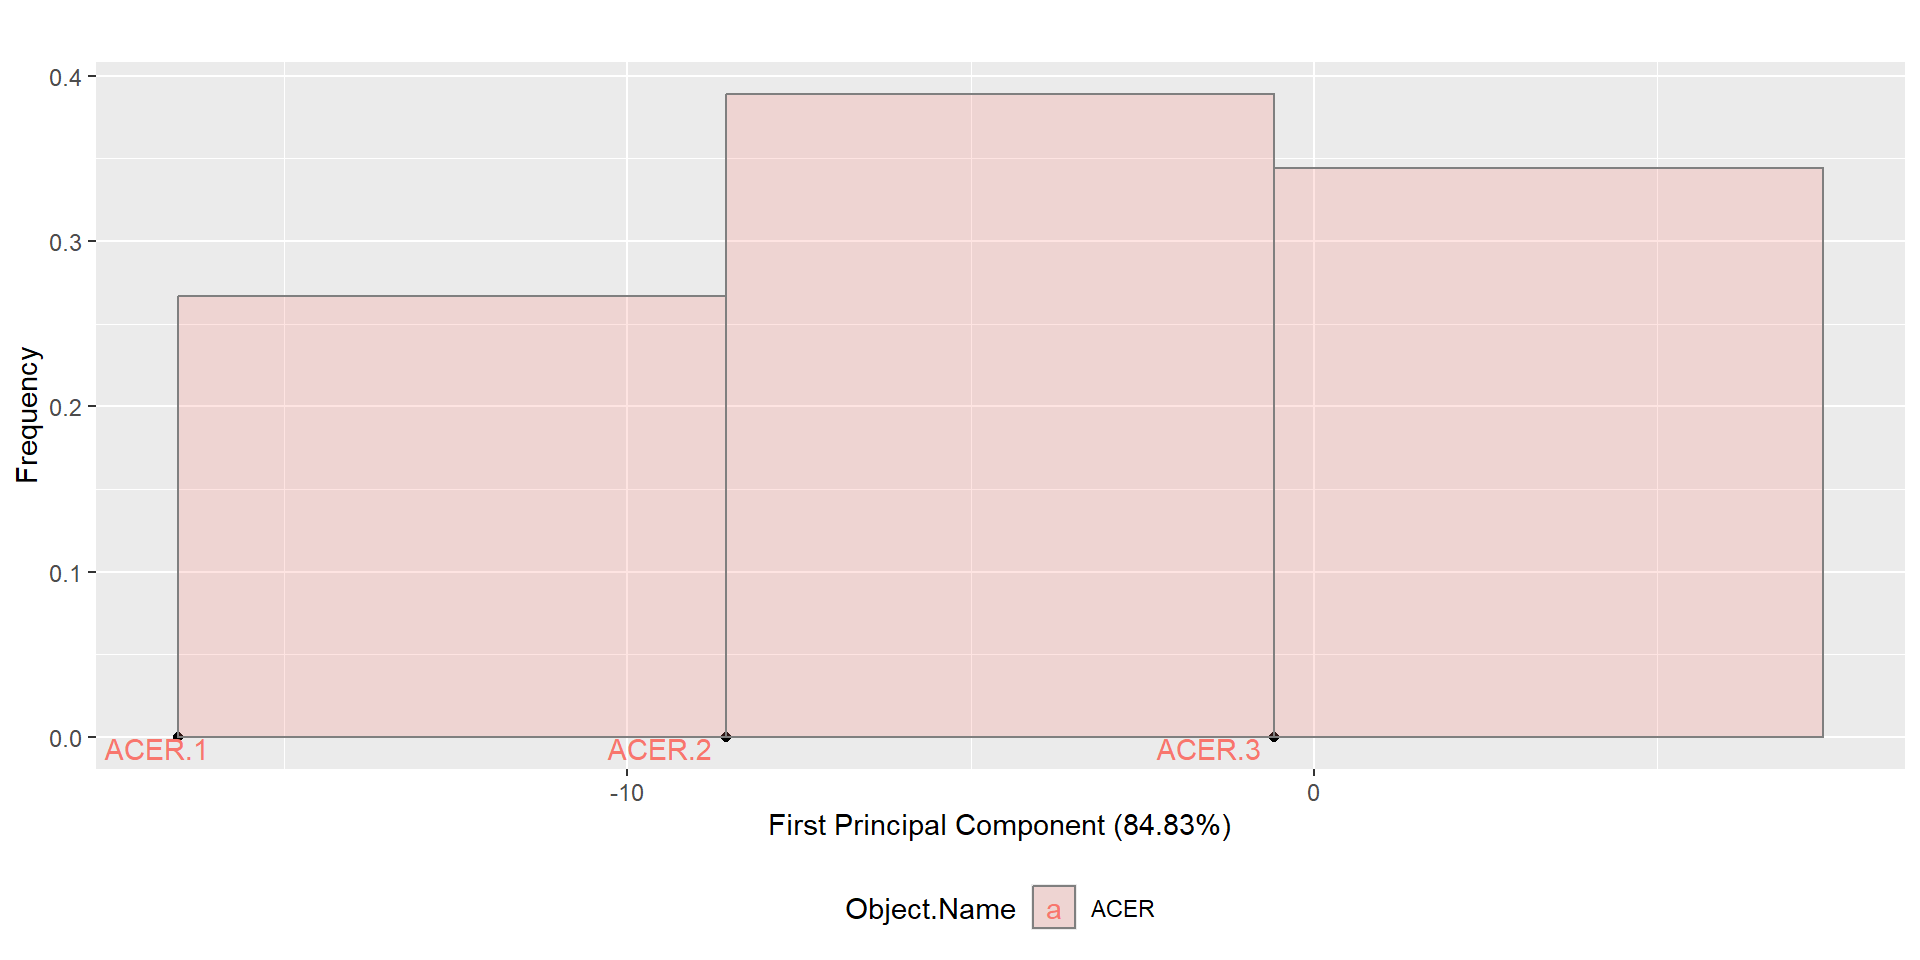 0.4
0.3
0.2
0.1
0.0
Frequency
ACER.1 ACER.2 ACER.3
-10 0
First Principal Component (84.83%)
Object.Name a ACER